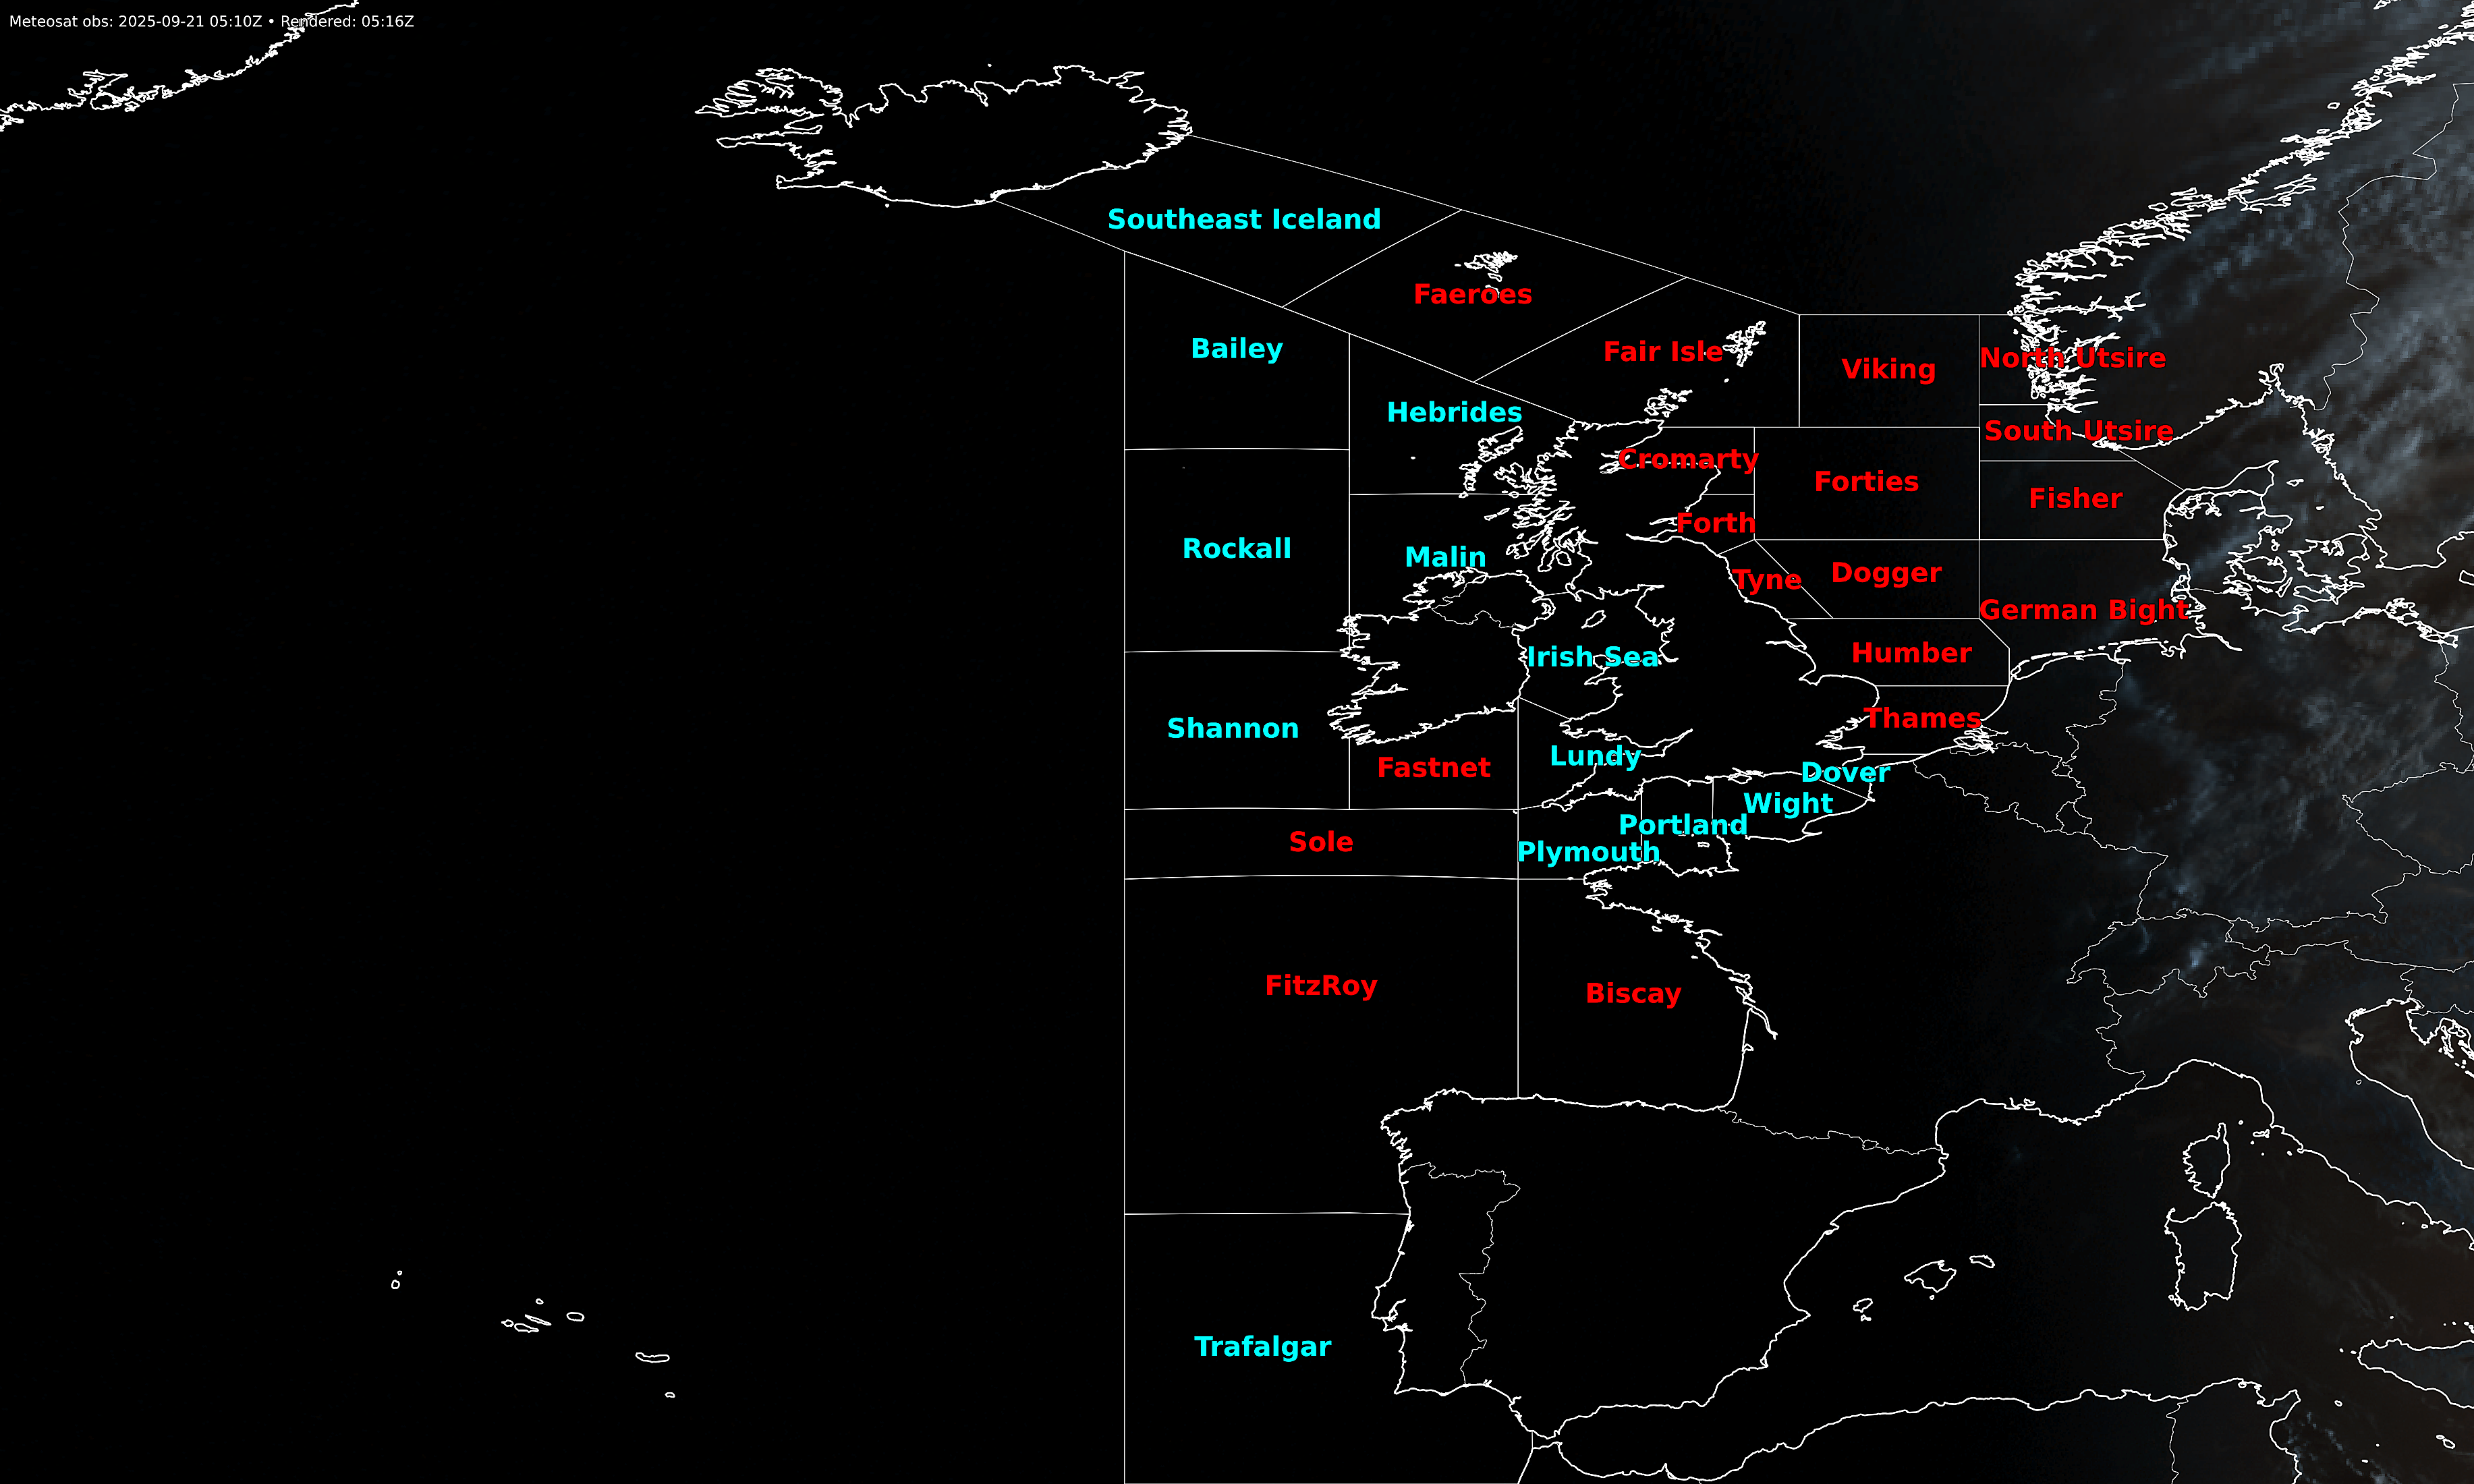 Meteosat obs: 2025-09-21 05:10Z • Rendered: 05:16Z
Southeast Iceland
Faeroes
Bailey
Fair Isle
Viking
North Utsire
Hebrides
South Utsire
Cromarty
Forties
Fisher
Forth
Rockall
Malin
Tyne
Dogger
German Bight
Irish Sea
Humber
Thames
Shannon
Fastnet
Lundy
Dover
Wight
Portland
Sole
Plymouth
FitzRoy
Biscay
Trafalgar